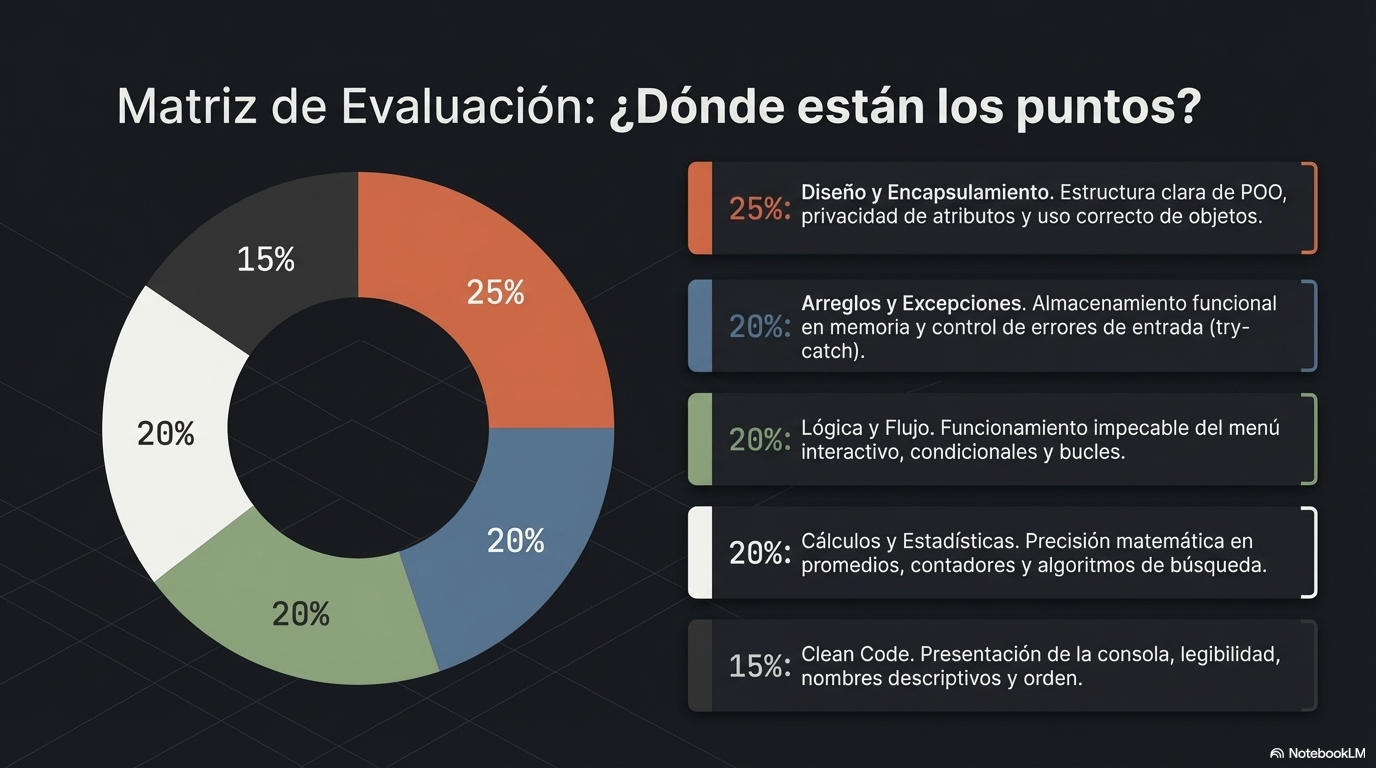 Matriz de Evaluación: ¿Dónde están los puntos?
15%
25%
20%
20%
20%
25%:
Diseño y Encapsulamiento. Estructura clara de POO,
privacidad de atributos y uso correcto de objetos.
20%:
Arreglos y Excepciones. Almacenamiento funcional
en memoria y control de errores de entrada (try-
catch).
20%:
Lógica y Flujo. Funcionamiento impecable del menú
interactivo, condicionales y bucles.
20%:
Cálculos y Estadísticas. Precisión matemática en
promedios, contadores y algoritmos de búsqueda.
15%:
Clean Code. Presentación de la consola, legibilidad,
nombres descriptivos y orden.
NotebookLM